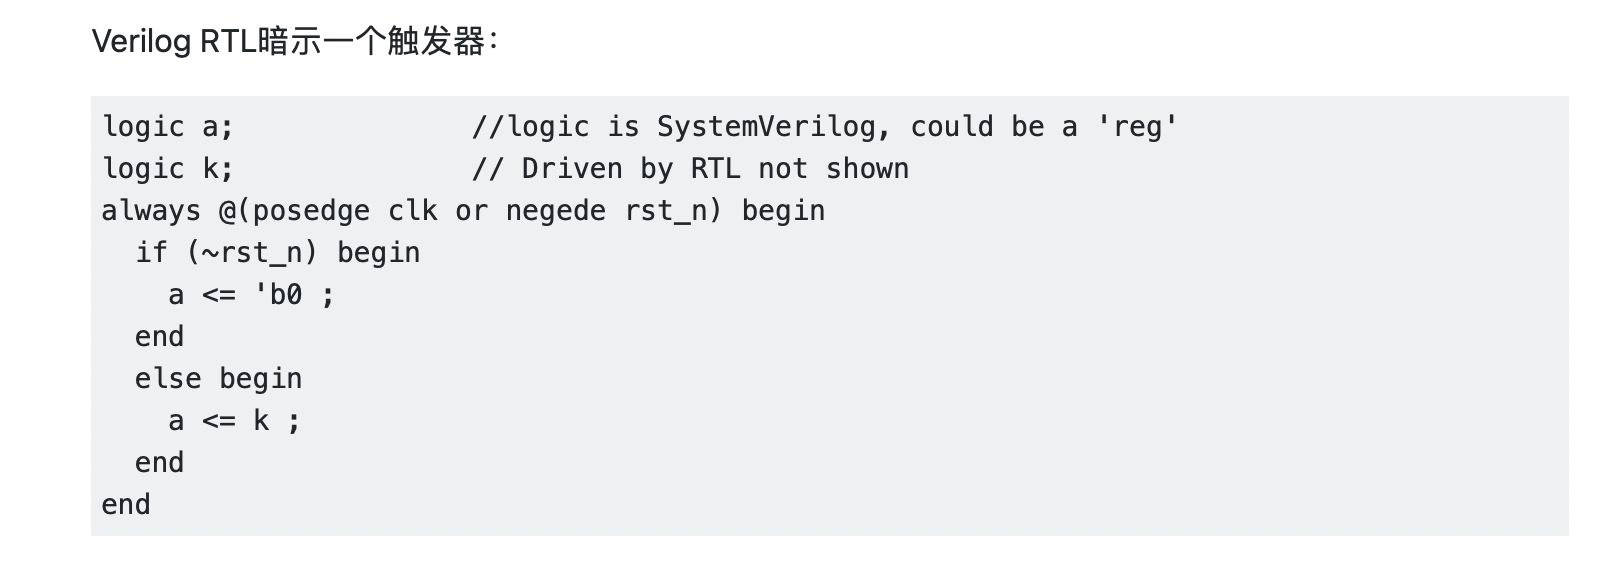 Verilog RTL暗示一个触发器：
logic a;              //logic is SystemVerilog, could be a 'reg'
logic k;              // Driven by RTL not shown
always @(posedge clk or negede rst_n) begin
  if (~rst_n) begin
    a <= 'b0 ;
  end
  else begin
    a <= k ;
  end
end